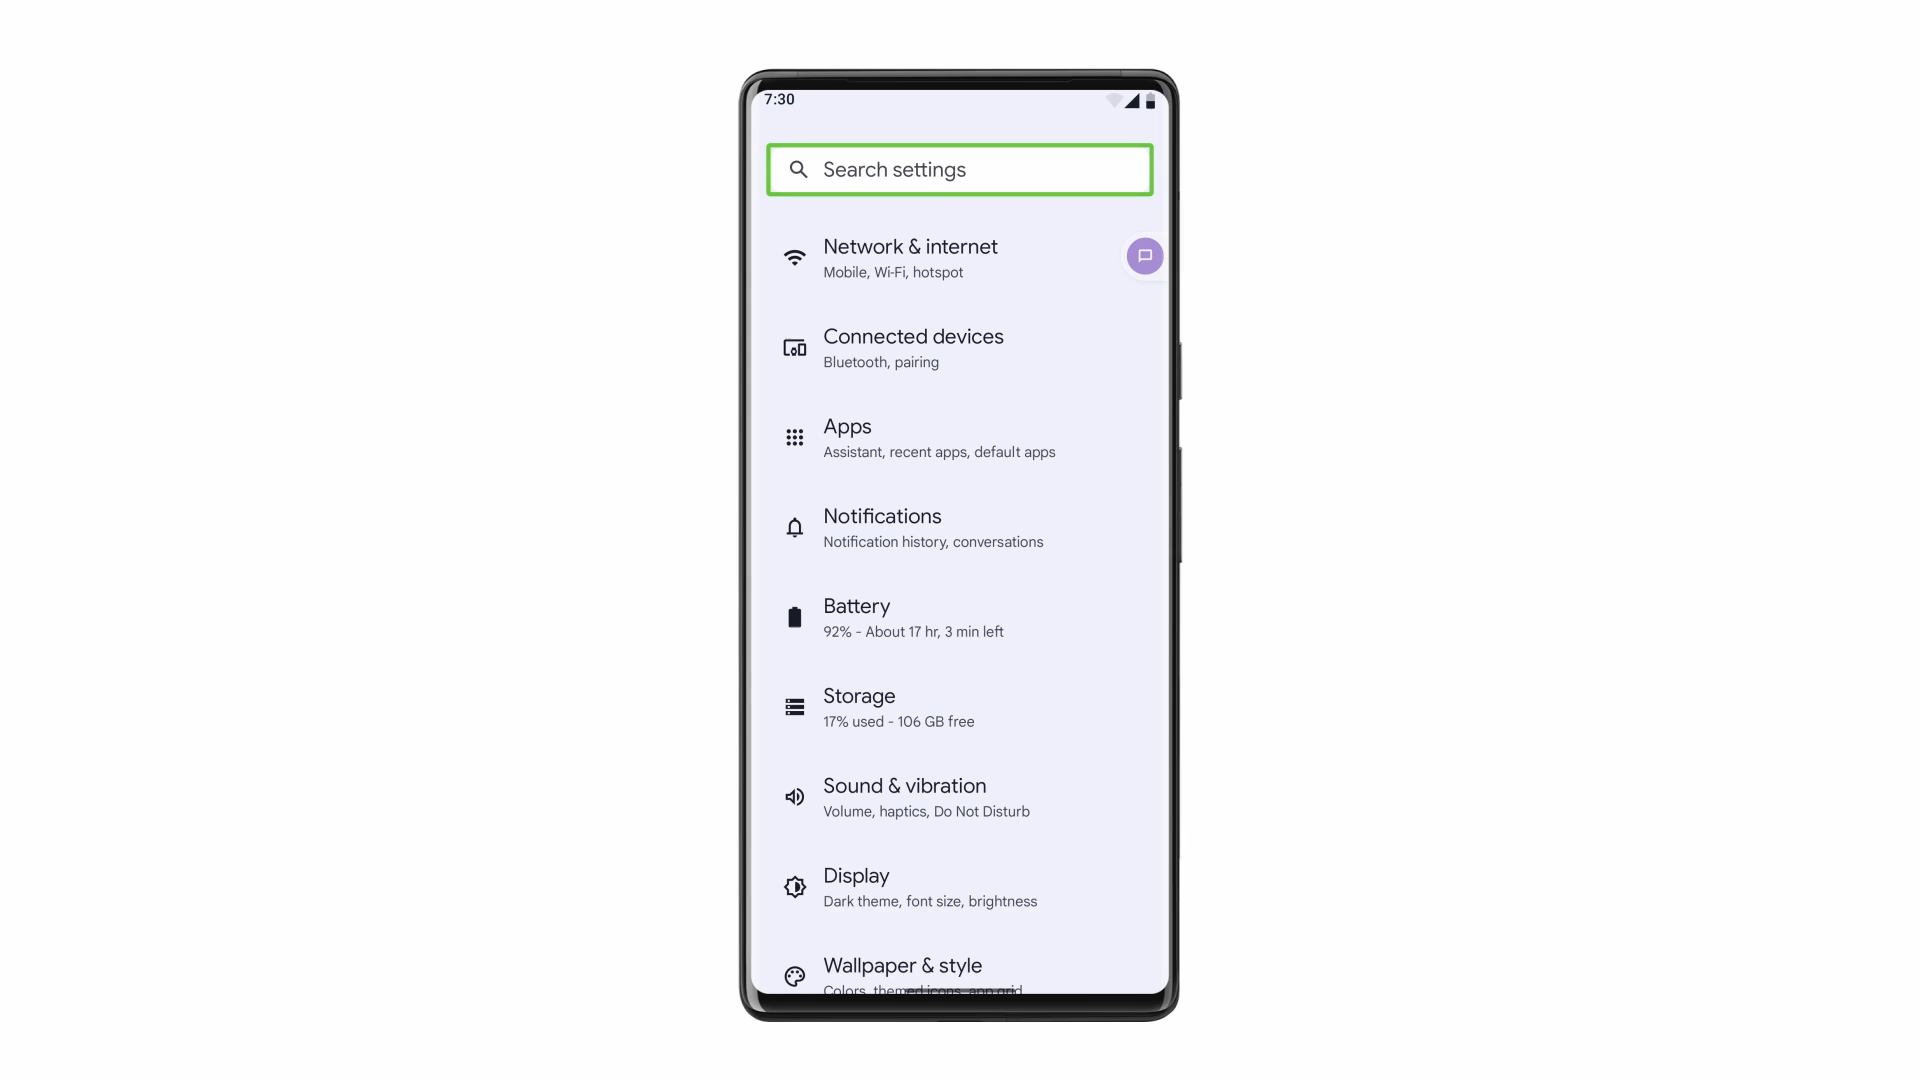 7:30
Search settings
Network & internet
Mobile, Wi-Fi, hotspot
Connected devices
Bluetooth, pairing
Apps
Assistant, recent apps, default apps
Notifications
Notification history, conversations
Battery
92% - About 17 hr, 3 min left
Storage
17% used - 106 GB free
Sound & vibration
Volume, haptics, Do Not Disturb
Display
Dark theme, font size, brightness
Wallpaper & style
Colors, themed icons, app grid